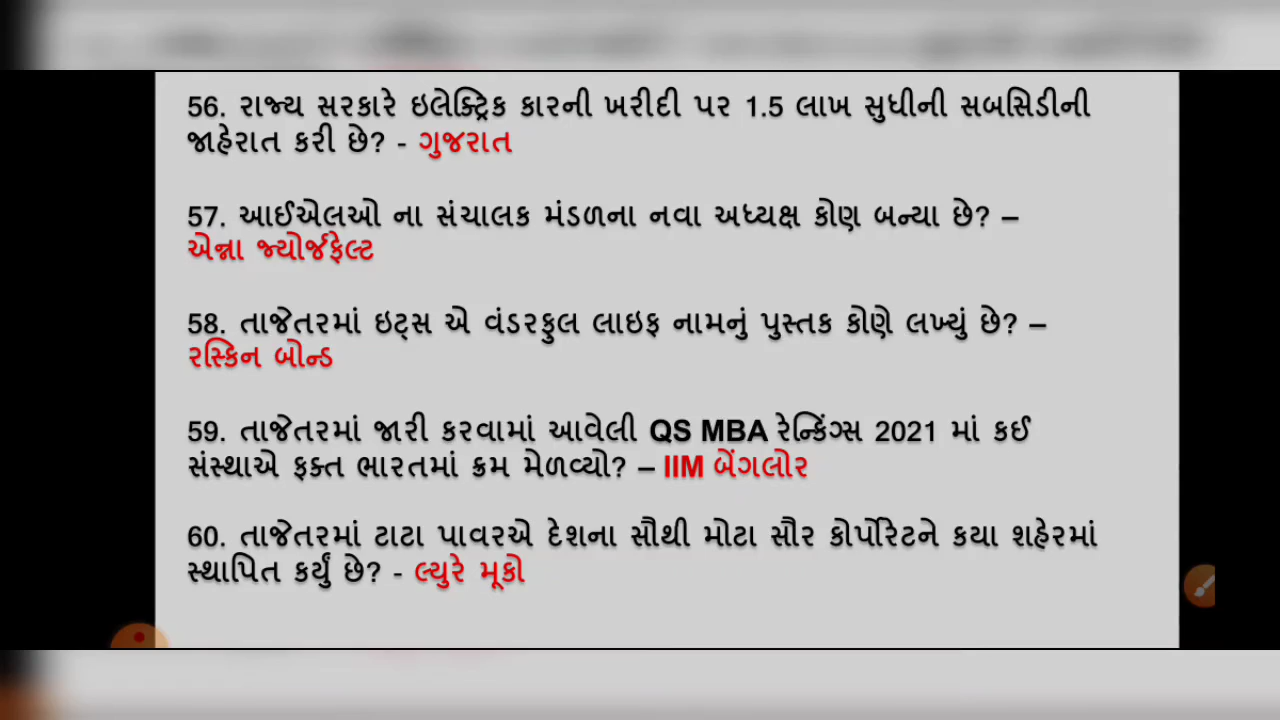 56. રાજ્ય સરકારે ઇલેક્ટ્રિક કારની ખરીદી પર 1.5 લાખ સુધીની સબસિડીની
જાહેરાત કરી છે? - ગુજરાત
57. આઈએલઓ ના સંચાલક મંડળના નવા અધ્યક્ષ કોણ બન્યા છે? –
એન્ના જ્યોર્જફેલ્ટ
58. તાજેતરમાં ઇટ્સ એ વંડરફુલ લાઇફ નામનું પુસ્તક કોણે લખ્યું છે? –
રસ્કિન બોન્ડ
59. તાજેતરમાં જારી કરવામાં આવેલી QS MBA રેન્કિંગ્સ 2021 માં કઈ
સંસ્થાએ ફક્ત ભારતમાં ક્રમ મેળવ્યો? – IIM બેંગલોર
60. તાજેતરમાં ટાટા પાવરએ દેશના સૌથી મોટા સૌર કોર્પોરેટને કયા શહેરમાં
સ્થાપિત કર્યું છે? - લ્યુરે મૂકો